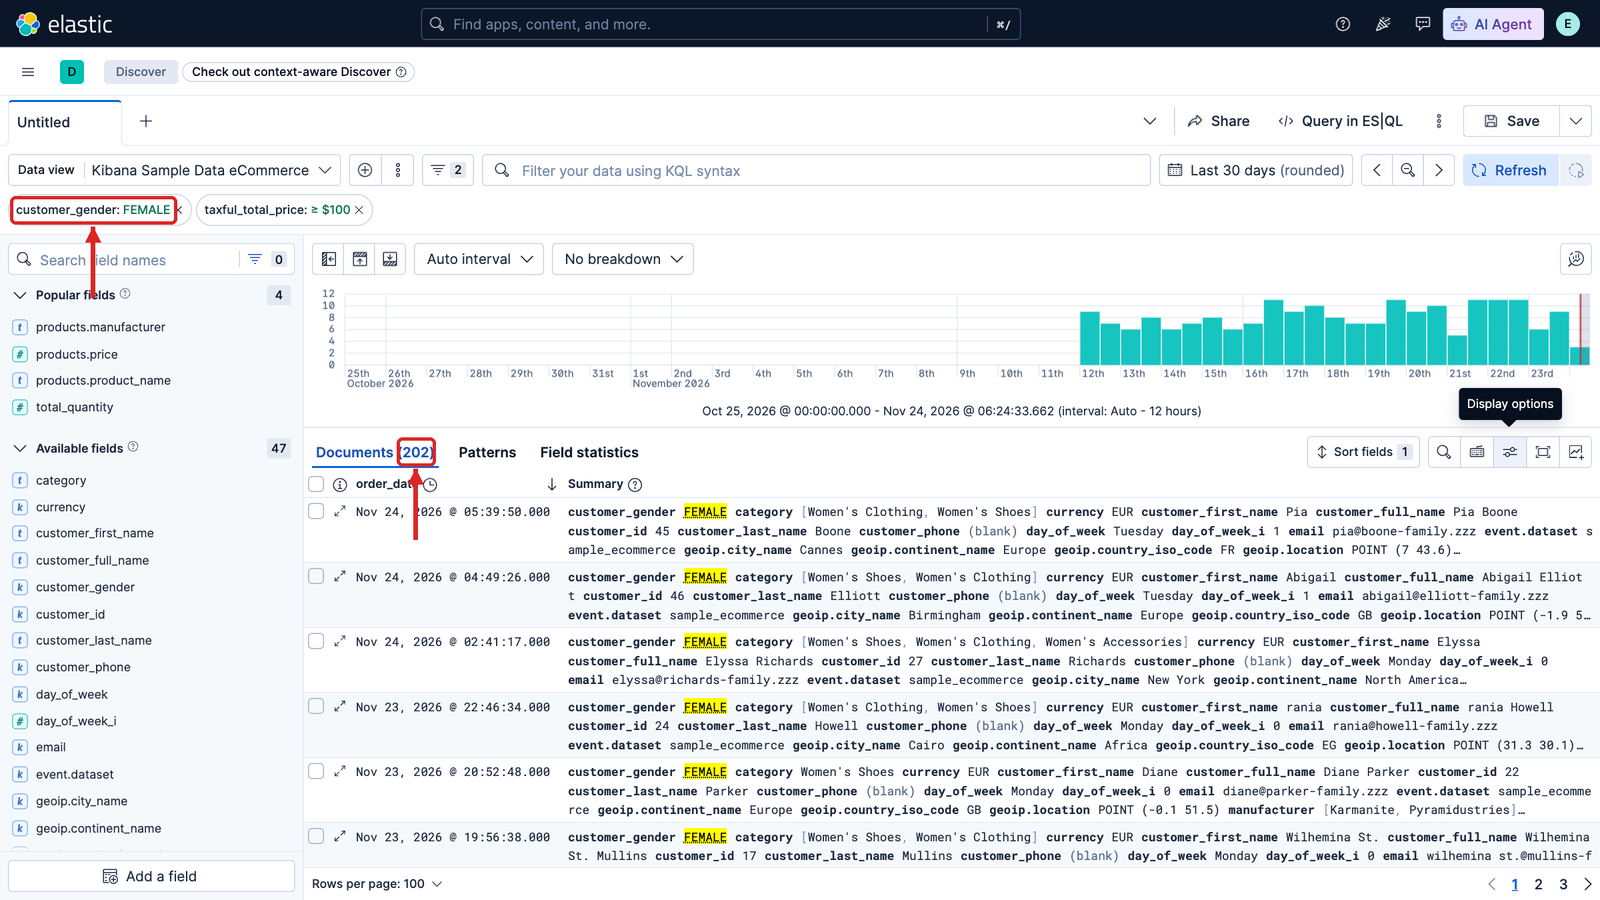 elastic
Find apps, content, and more.
⌘/
AI Agent
E
D
Discover
Check out context-aware Discover
Untitled
Share
Query in ES|QL
Save
Data view
Kibana Sample Data eCommerce
2
Filter your data using KQL syntax
Last 30 days (rounded)
Refresh
customer_gender: FEMALE
taxful_total_price: ≥ $100
Search field names
0
Auto interval
No breakdown
Popular fields
4
products.manufacturer
products.price
products.product_name
total_quantity
Available fields
47
category
currency
customer_first_name
customer_full_name
customer_gender
customer_id
customer_last_name
customer_phone
day_of_week
day_of_week_i
email
event.dataset
geoip.city_name
geoip.continent_name
Add a field
12
10
8
6
4
2
0
25th 26th 27th 28th 29th 30th 31st 1st 2nd 3rd 4th 5th 6th 7th 8th 9th 10th 11th 12th 13th 14th 15th 16th 17th 18th 19th 20th 21st 22nd 23rd
October 2026 November 2026
Oct 25, 2026 @ 00:00:00.000 - Nov 24, 2026 @ 06:24:33.662 (interval: Auto - 12 hours)
Display options
Documents (202)
Patterns
Field statistics
Sort fields 1
order_dat
Summary
Nov 24, 2026 @ 05:39:50.000
customer_gender FEMALE category [Women's Clothing, Women's Shoes] currency EUR customer_first_name Pia customer_full_name Pia Boone
customer_id 45 customer_last_name Boone customer_phone (blank) day_of_week Tuesday day_of_week_i 1 email pia@boone-family.zzz event.dataset s
ample_ecommerce geoip.city_name Cannes geoip.continent_name Europe geoip.country_iso_code FR geoip.location POINT (7 43.6)…
Nov 24, 2026 @ 04:49:26.000
customer_gender FEMALE category [Women's Shoes, Women's Clothing] currency EUR customer_first_name Abigail customer_full_name Abigail Elliot
t customer_id 46 customer_last_name Elliott customer_phone (blank) day_of_week Tuesday day_of_week_i 1 email abigail@elliott-family.zzz
event.dataset sample_ecommerce geoip.city_name Birmingham geoip.continent_name Europe geoip.country_iso_code GB geoip.location POINT (-1.9 5…
Nov 24, 2026 @ 02:41:17.000
customer_gender FEMALE category [Women's Shoes, Women's Clothing, Women's Accessories] currency EUR customer_first_name Elyssa
customer_full_name Elyssa Richards customer_id 27 customer_last_name Richards customer_phone (blank) day_of_week Monday day_of_week_i 0
email elyssa@richards-family.zzz event.dataset sample_ecommerce geoip.city_name New York geoip.continent_name North America…
Nov 23, 2026 @ 22:46:34.000
customer_gender FEMALE category [Women's Clothing, Women's Shoes] currency EUR customer_first_name rania customer_full_name rania Howell
customer_id 24 customer_last_name Howell customer_phone (blank) day_of_week Monday day_of_week_i 0 email rania@howell-family.zzz
event.dataset sample_ecommerce geoip.city_name Cairo geoip.continent_name Africa geoip.country_iso_code EG geoip.location POINT (31.3 30.1)…
Nov 23, 2026 @ 20:52:48.000
customer_gender FEMALE category Women's Shoes currency EUR customer_first_name Diane customer_full_name Diane Parker customer_id 22
customer_last_name Parker customer_phone (blank) day_of_week Monday day_of_week_i 0 email diane@parker-family.zzz event.dataset sample_ecomme
rce geoip.continent_name Europe geoip.country_iso_code GB geoip.location POINT (-0.1 51.5) manufacturer [Karmanite, Pyramidustries]…
Nov 23, 2026 @ 19:56:38.000
customer_gender FEMALE category [Women's Shoes, Women's Clothing] currency EUR customer_first_name Wilhemina St. customer_full_name Wilhemina
St. Mullins customer_id 17 customer_last_name Mullins customer_phone (blank) day_of_week Monday day_of_week_i 0 email wilhemina st.@mullins-f
Rows per page: 100
1 2 3